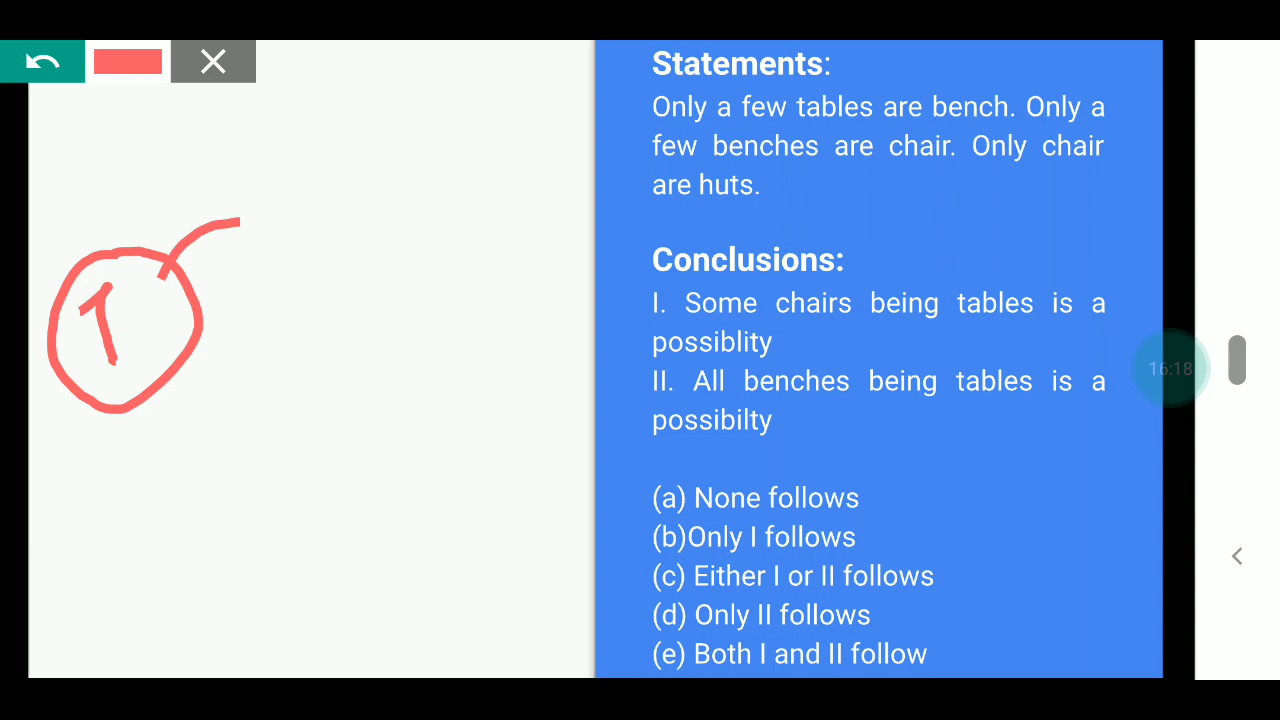 Statements:
Only a few tables are bench. Only a
few benches are chair. Only chair
are huts.
Conclusions:
I. Some chairs being tables is a
possiblity
II. All benches being tables is a
possibilty
(a) None follows
(b)Only I follows
(c) Either I or II follows
(d) Only II follows
(e) Both I and II follow
T
16:18